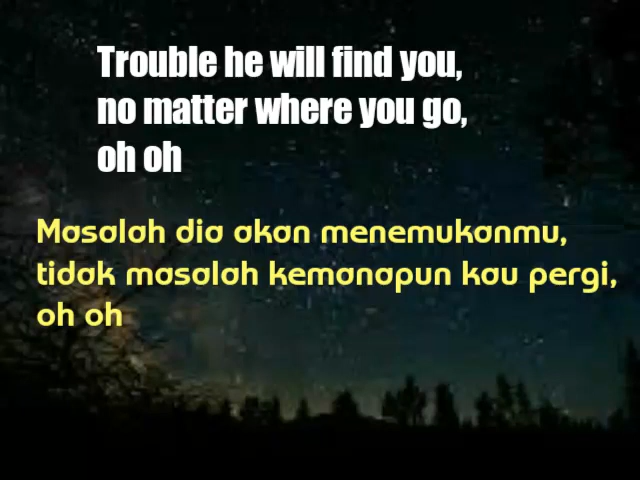 Trouble he will find you,
no matter where you go,
oh oh
Masalah dia akan menemukanmu,
tidak masalah kemanapun kau pergi,
oh oh